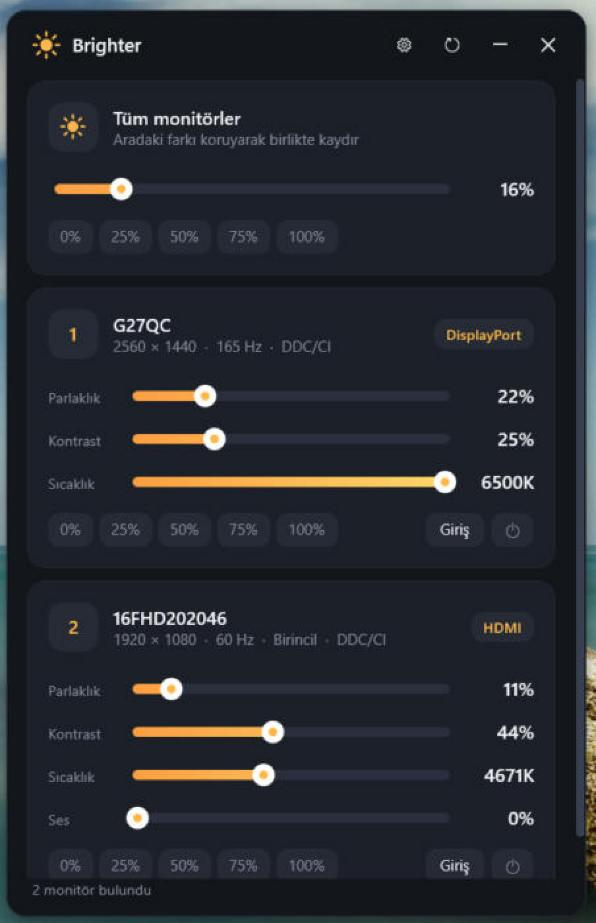 Brighter
Tüm monitörler
Aradaki farkı koruyarak birlikte kaydır
16%
0% 25% 50% 75% 100%
1 G27QC DisplayPort
2560 × 1440 · 165 Hz · DDC/CI
Parlaklık 22%
Kontrast 25%
Sıcaklık 6500K
0% 25% 50% 75% 100% Giriş
2 16FHD202046 HDMI
1920 × 1080 · 60 Hz · Birincil · DDC/CI
Parlaklık 11%
Kontrast 44%
Sıcaklık 4671K
Ses 0%
0% 25% 50% 75% 100% Giriş
2 monitör bulundu